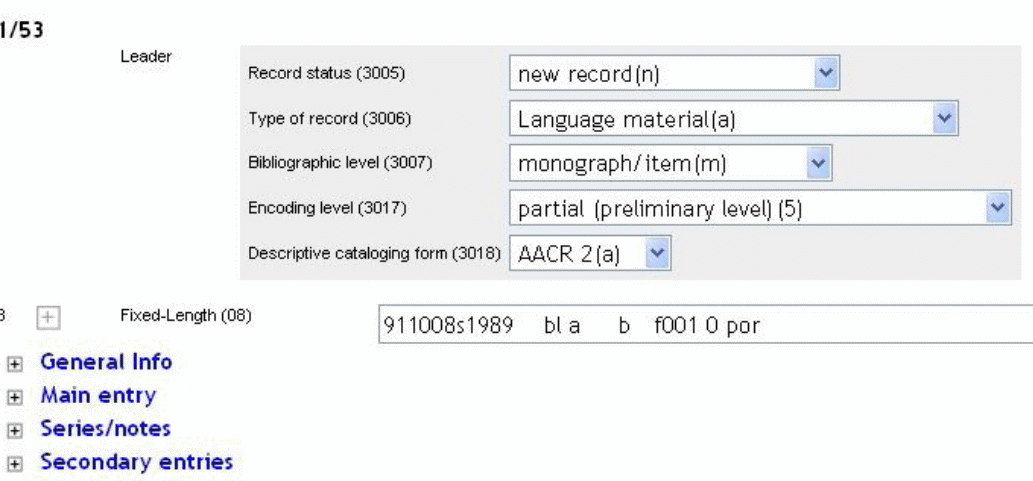 1/53
Leader
Record status (3005) new record(n)
Type of record (3006) Language material(a)
Bibliographic level (3007) monograph/item(m)
Encoding level (3017) partial (preliminary level)(5)
Descriptive cataloging form (3018) AACR 2(a)
Fixed-Length (08) 911008s1989 bl a b f001 0 por
General Info
Main entry
Series/notes
Secondary entries